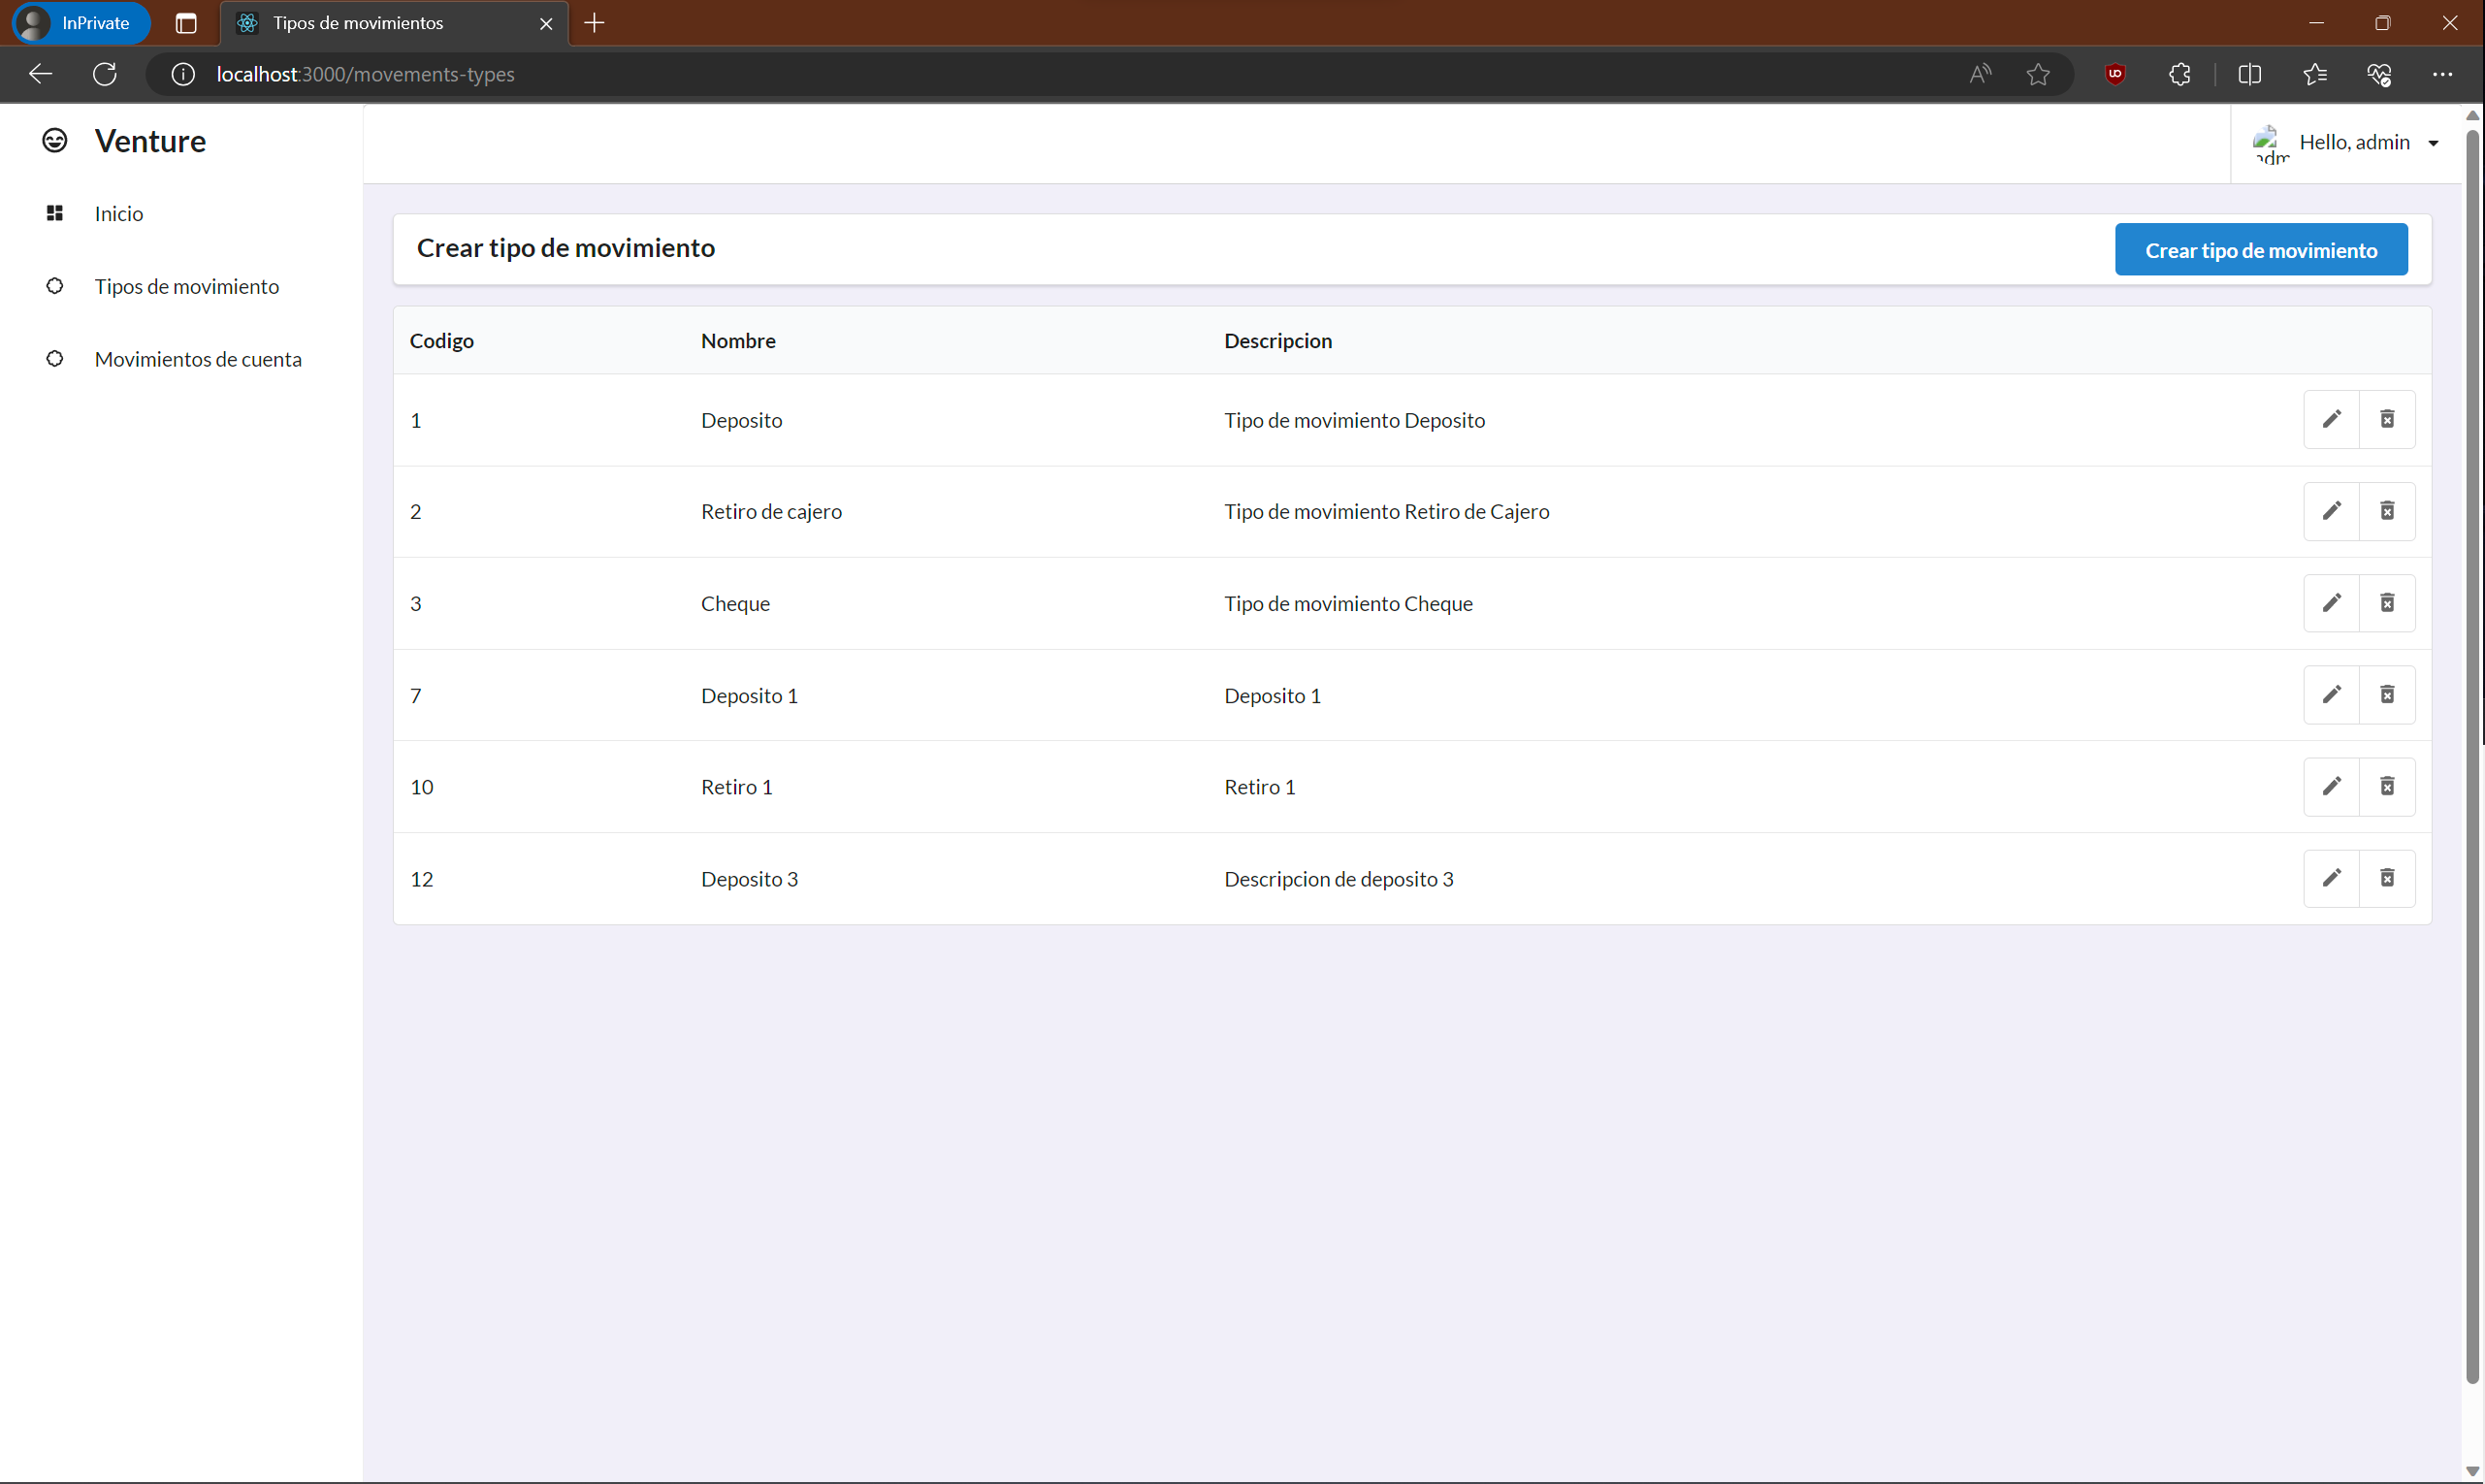 InPrivate
Tipos de movimientos
localhost:3000/movements-types
Venture
Hello, admin
Inicio
Tipos de movimiento
Movimientos de cuenta
Crear tipo de movimiento
Crear tipo de movimiento
Codigo Nombre Descripcion
1 Deposito Tipo de movimiento Deposito
2 Retiro de cajero Tipo de movimiento Retiro de Cajero
3 Cheque Tipo de movimiento Cheque
7 Deposito 1 Deposito 1
10 Retiro 1 Retiro 1
12 Deposito 3 Descripcion de deposito 3